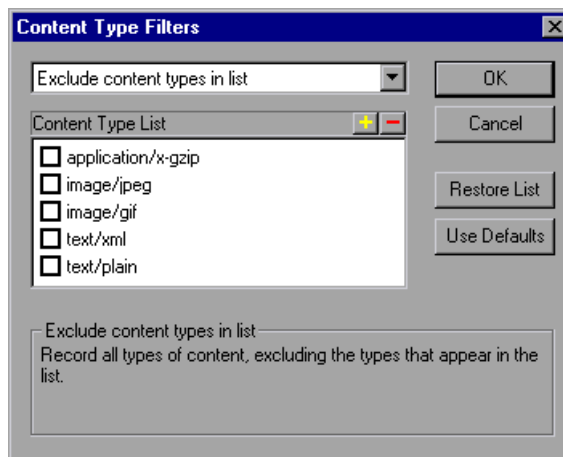 Content Type Filters
Exclude content types in list
OK
Content Type List
Cancel
application/x-gzip
image/jpeg
image/gif
text/xml
text/plain
Restore List
Use Defaults
Exclude content types in list
Record all types of content, excluding the types that appear in the
list.